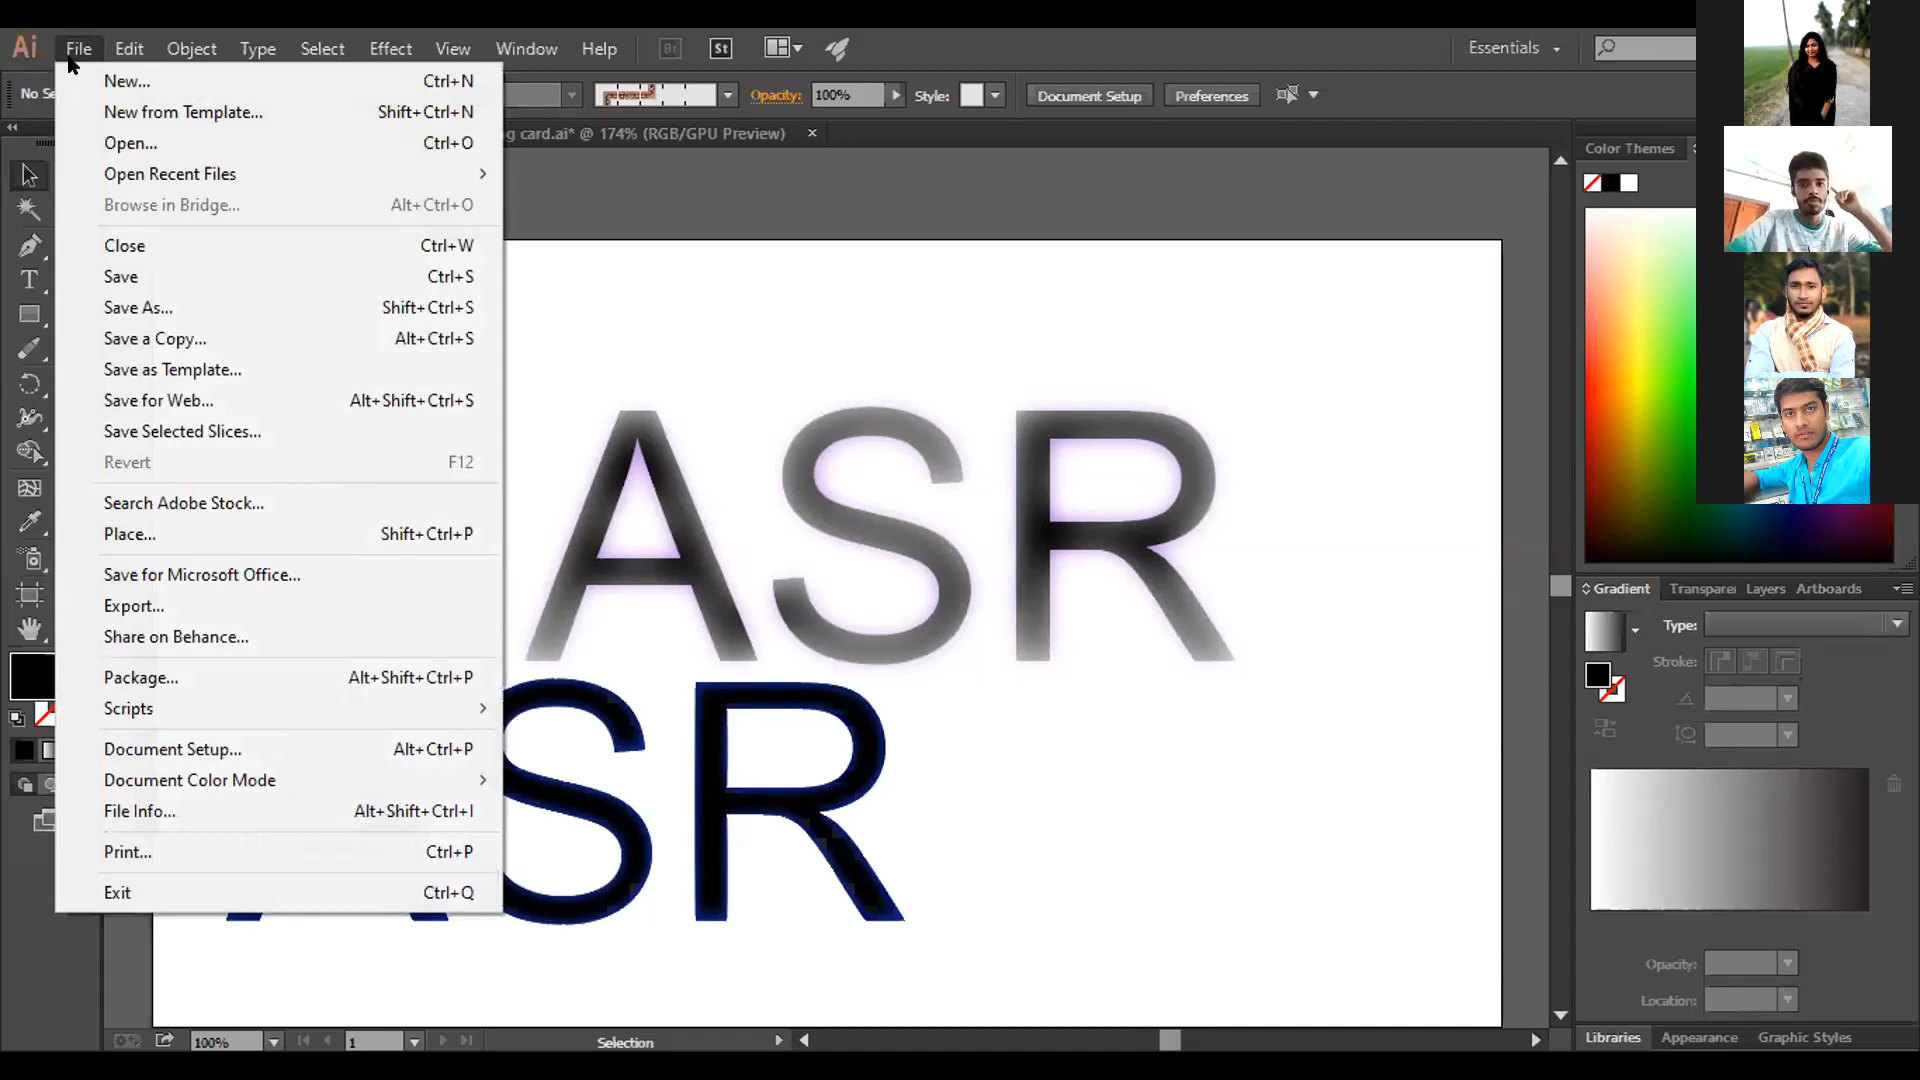 Ai File Edit Object Type Select Effect View Window Help Br St Essentials
No Se Opacity: 100% Style: Document Setup Preferences
g card.ai* @ 174% (RGB/GPU Preview)
New... Ctrl+N
New from Template... Shift+Ctrl+N
Open... Ctrl+O
Open Recent Files
Browse in Bridge... Alt+Ctrl+O
Close Ctrl+W
Save Ctrl+S
Save As... Shift+Ctrl+S
Save a Copy... Alt+Ctrl+S
Save as Template...
Save for Web... Alt+Shift+Ctrl+S
Save Selected Slices...
Revert F12
Search Adobe Stock...
Place... Shift+Ctrl+P
Save for Microsoft Office...
Export...
Share on Behance...
Package... Alt+Shift+Ctrl+P
Scripts
Document Setup... Alt+Ctrl+P
Document Color Mode
File Info... Alt+Shift+Ctrl+I
Print... Ctrl+P
Exit Ctrl+Q
ASR
SR
Color Themes
Gradient Transparen Layers Artboards
Type:
Stroke:
Opacity:
Location:
Libraries Appearance Graphic Styles
100% 1 Selection